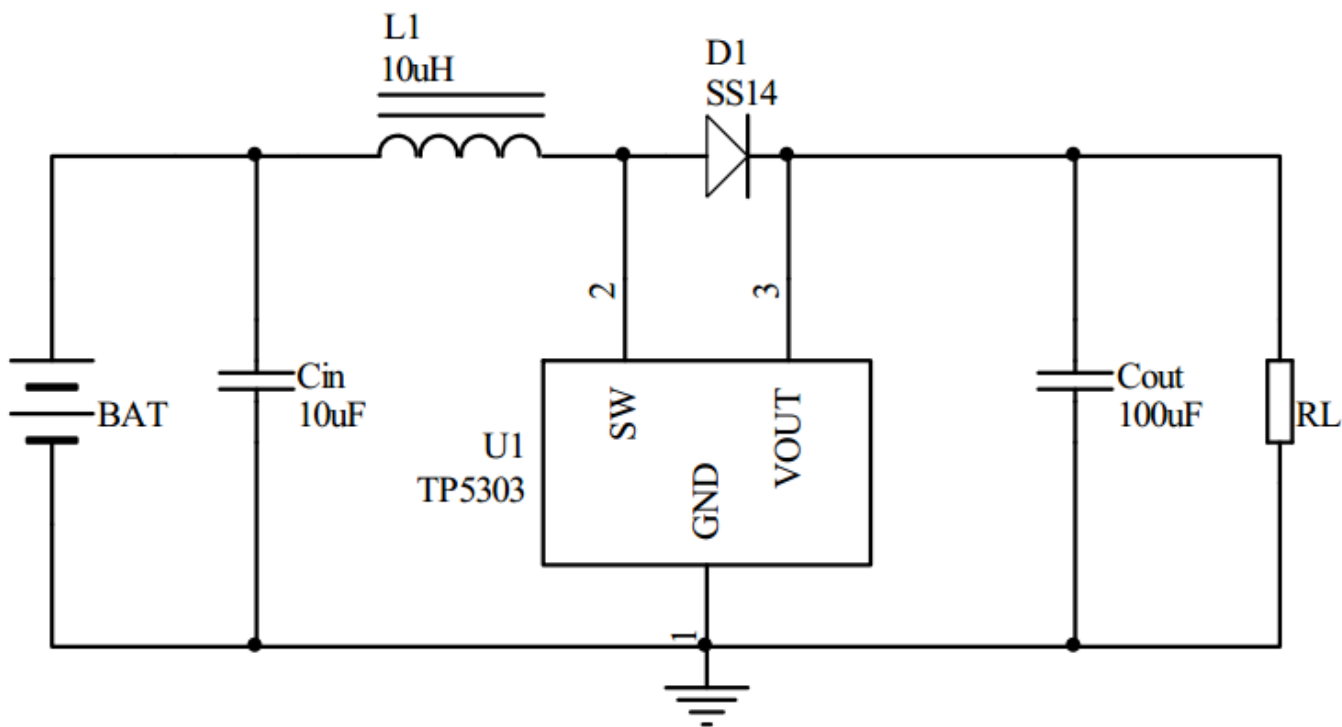 L1
10uH
D1
SS14
2
3
BAT
Cin
10uF
U1
TP5303
SW
GND
VOUT
1
Cout
100uF
RL